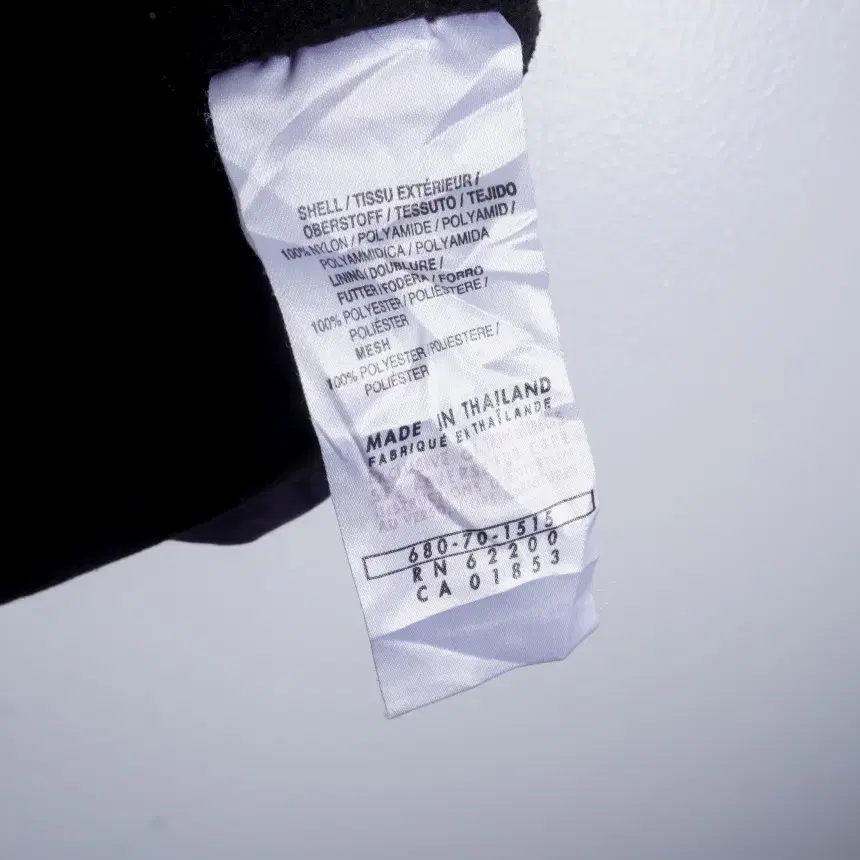 SHELL / TISSU EXTÉRIEUR /
OBERSTOFF / TESSUTO / TEJIDO
100% NYLON / POLYAMIDE / POLYAMID /
POLYAMMIDICA / POLYAMIDA
LINING/DOUBLURE /
FUTTER/FODERA / FORRO
100% POLYESTER/POLIESTERE /
POLIÉSTER
MESH
100% POLYESTER/POLIESTERE /
POLIÉSTER
MADE IN THAILAND
FABRIQUÉ EN THAÏLANDE
AU VERSO
680-70-1515
RN 62200
CA 01853